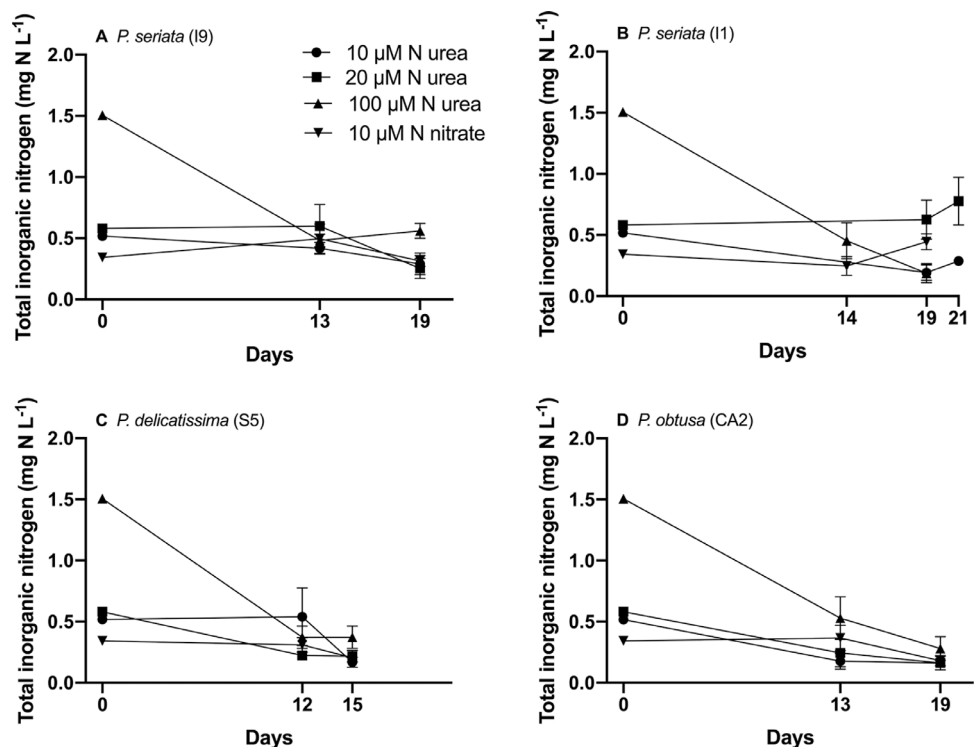 A P. seriata (I9)
10 µM N urea
20 µM N urea
100 µM N urea
10 µM N nitrate
Total inorganic nitrogen (mg N L-1)
2.0
1.5
1.0
0.5
0.0
0 13 19
Days
B P. seriata (I1)
Total inorganic nitrogen (mg N L-1)
2.0
1.5
1.0
0.5
0.0
0 14 19 21
Days
C P. delicatissima (S5)
Total inorganic nitrogen (mg N L-1)
2.0
1.5
1.0
0.5
0.0
0 12 15
Days
D P. obtusa (CA2)
Total inorganic nitrogen (mg N L-1)
2.0
1.5
1.0
0.5
0.0
0 13 19
Days